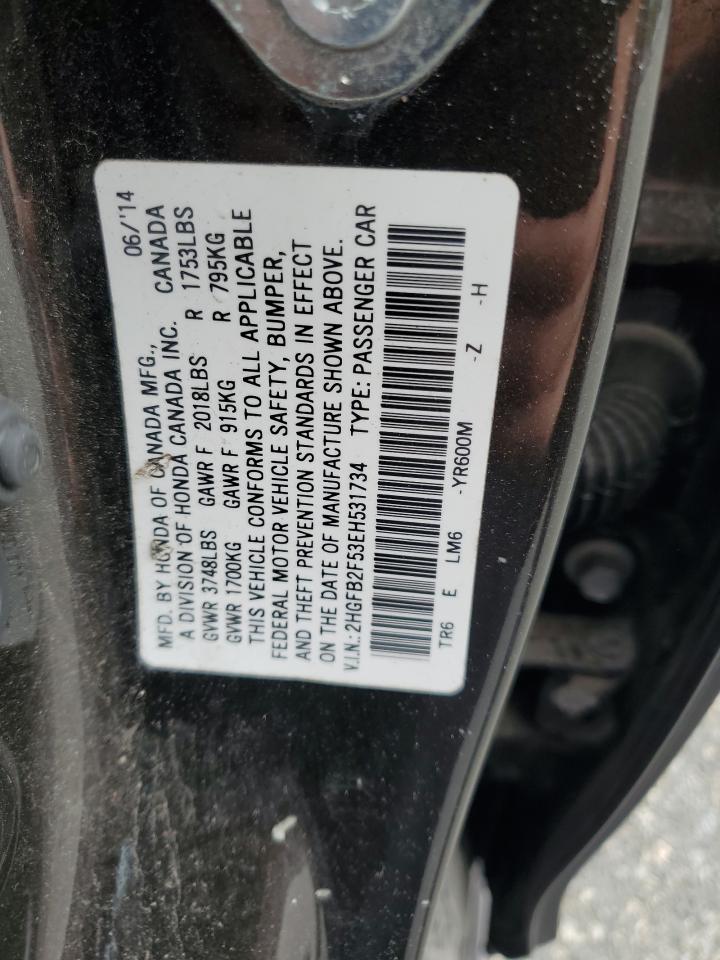 MFD. BY HONDA OF CANADA MFG., 06/'14
A DIVISION OF HONDA CANADA INC. CANADA
GVWR 3748LBS GAWR F 2018LBS R 1753LBS
GVWR 1700KG GAWR F 915KG R 795KG
THIS VEHICLE CONFORMS TO ALL APPLICABLE
FEDERAL MOTOR VEHICLE SAFETY, BUMPER,
AND THEFT PREVENTION STANDARDS IN EFFECT
ON THE DATE OF MANUFACTURE SHOWN ABOVE.
V.I.N.: 2HGFB2F53EH531734 TYPE: PASSENGER CAR
TR6 E LM6 -YR600M -Z -H